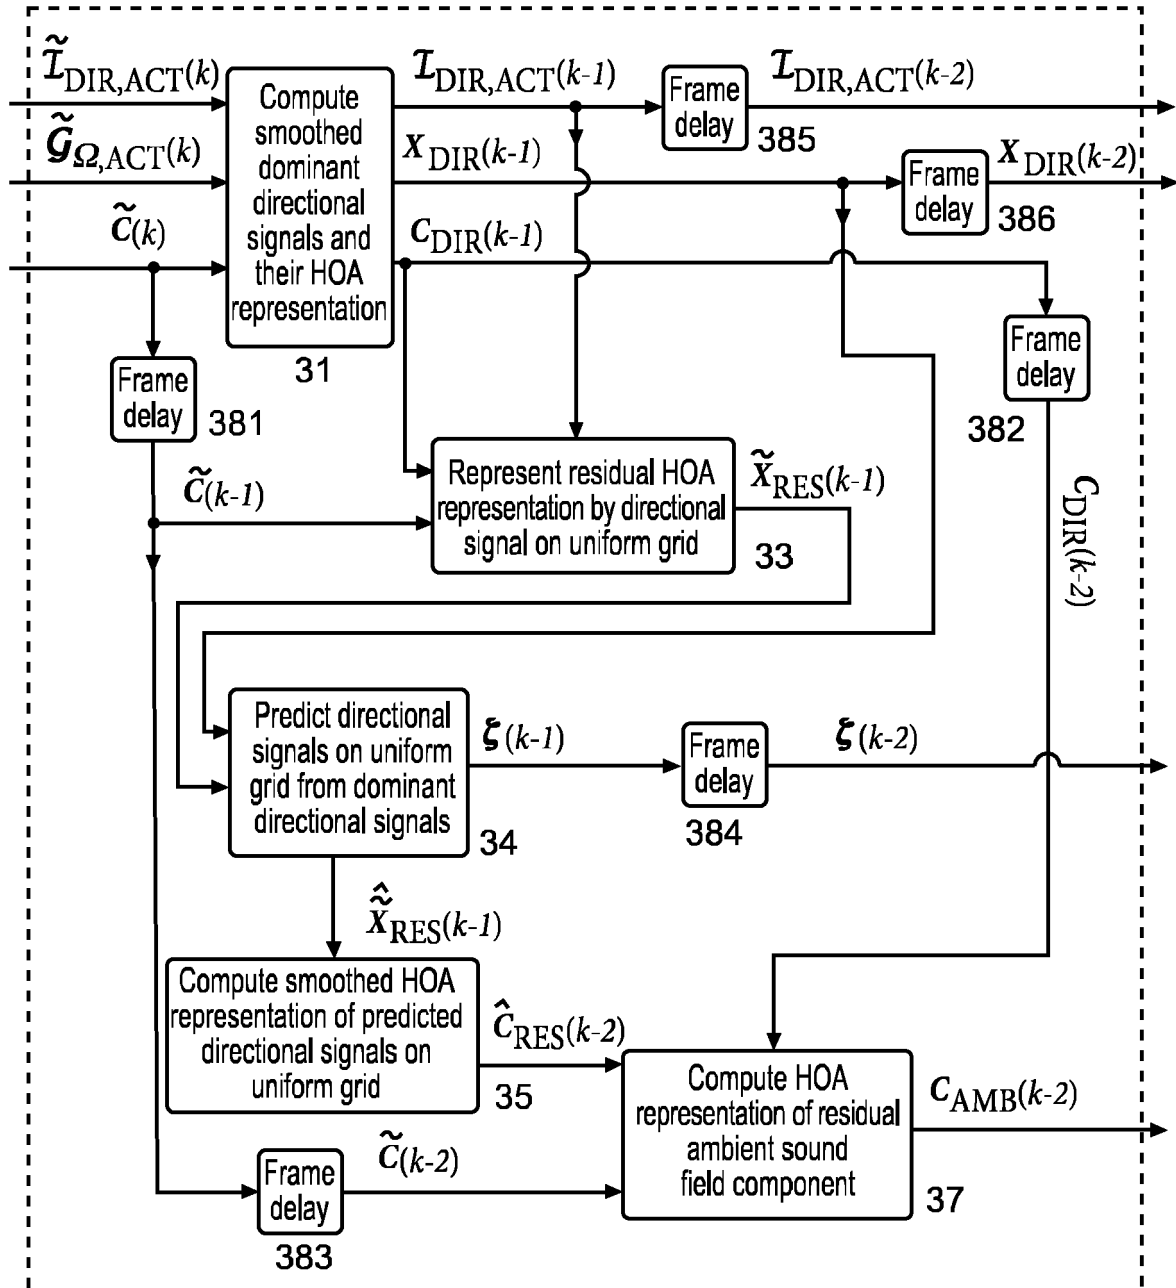 𝓘̃DIR,ACT(k)
𝓘DIR,ACT(k-1)
𝓘DIR,ACT(k-2)
Compute
smoothed
dominant
directional
signals and
their HOA
representation
31
Frame
delay
385
𝓖̃Ω,ACT(k)
XDIR(k-1)
XDIR(k-2)
Frame
delay
386
C̃(k)
CDIR(k-1)
Frame
delay
381
Frame
delay
382
C̃(k-1)
Represent residual HOA
representation by directional
signal on uniform grid
33
X̃RES(k-1)
CDIR(k-2)
Predict directional
signals on uniform
grid from dominant
directional signals
34
ζ(k-1)
Frame
delay
384
ζ(k-2)
X̃̂RES(k-1)
Compute smoothed HOA
representation of predicted
directional signals on
uniform grid
35
ĈRES(k-2)
Compute HOA
representation of residual
ambient sound
field component
37
CAMB(k-2)
C̃(k-2)
Frame
delay
383